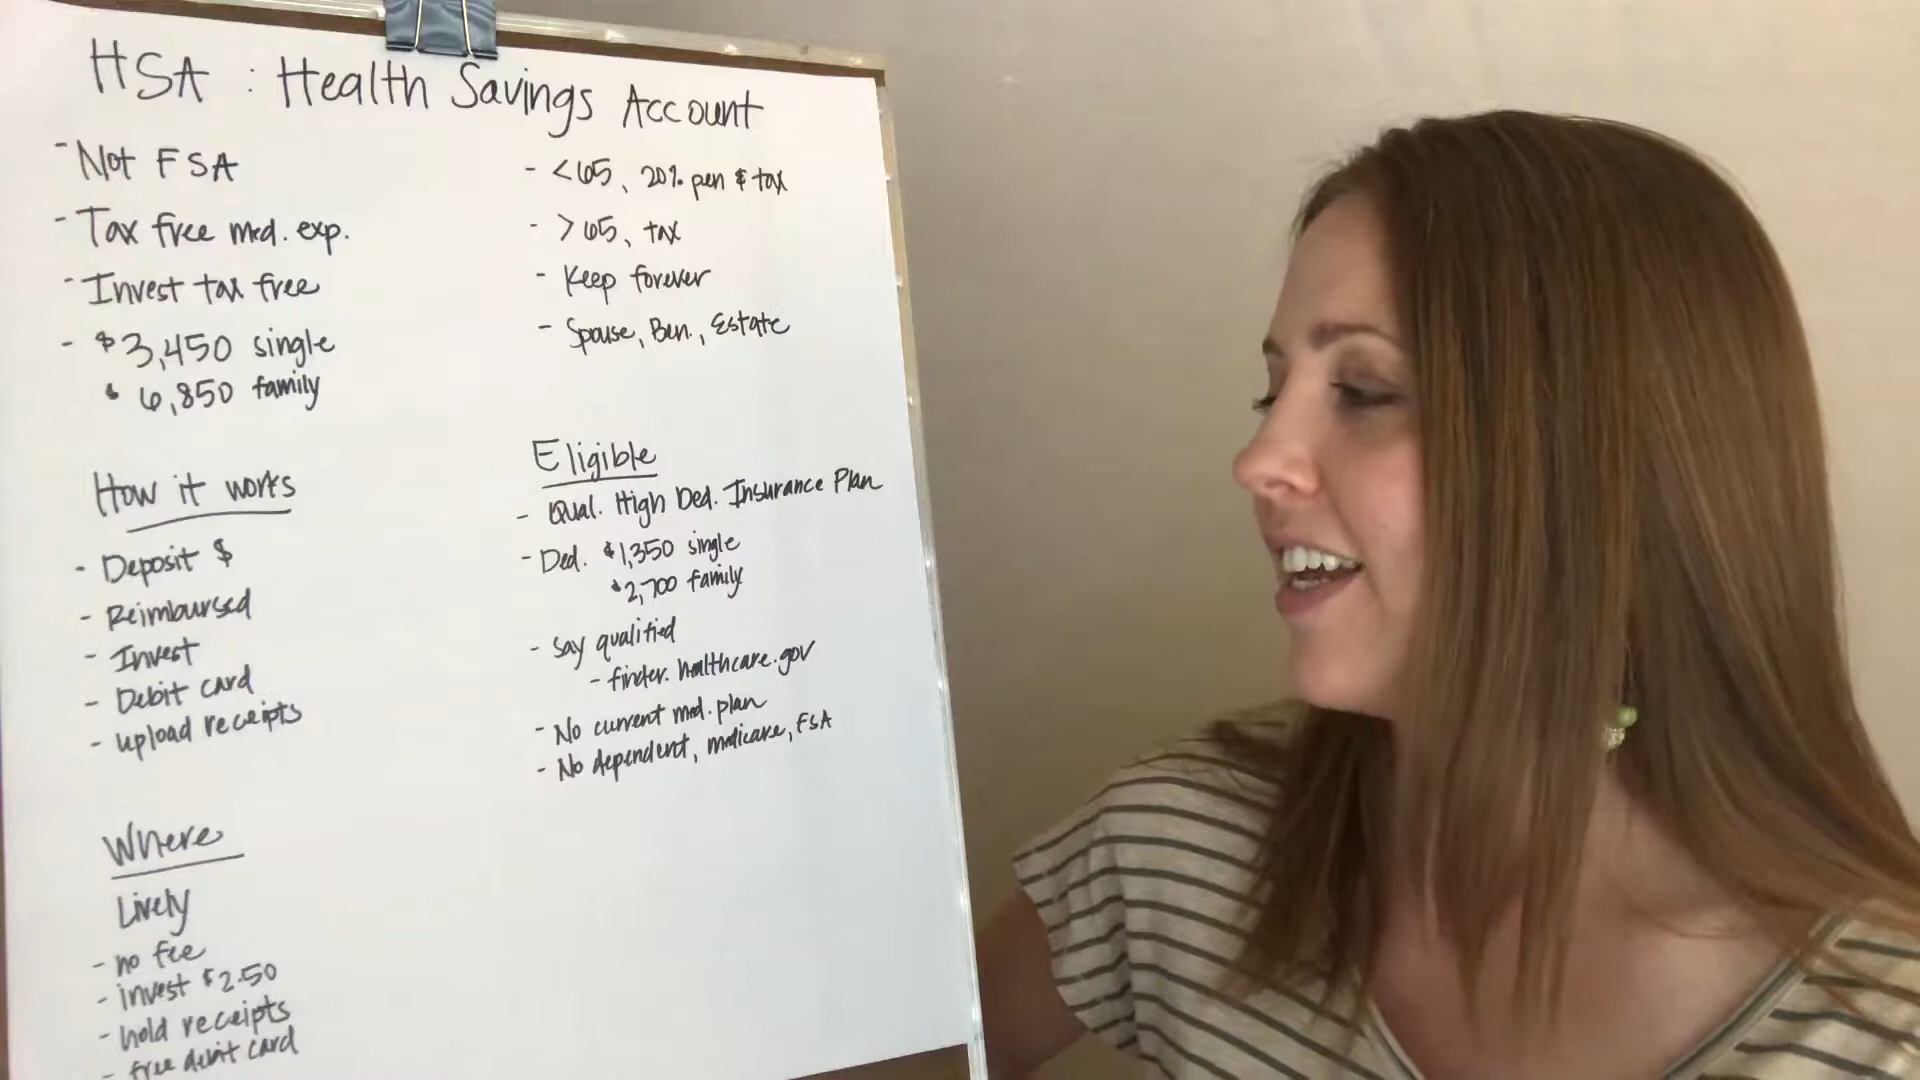 HSA : Health Savings Account
- Not FSA
- Tax free med. exp.
- Invest tax free
- $3,450 single
$6,850 family
- <65, 20% pen & tax
- >65, tax
- Keep forever
- Spouse, Ben., Estate
How it works
- Deposit $
- Reimbursed
- Invest
- Debit card
- upload receipts
Eligible
- Qual. High Ded. Insurance Plan
- Ded. $1,350 single
$2,700 family
- say qualified
- finder.healthcare.gov
- No current med. plan
- No dependent, medicare, FSA
Where
Lively
- no fee
- invest $2.50
- hold receipts
- free debit card